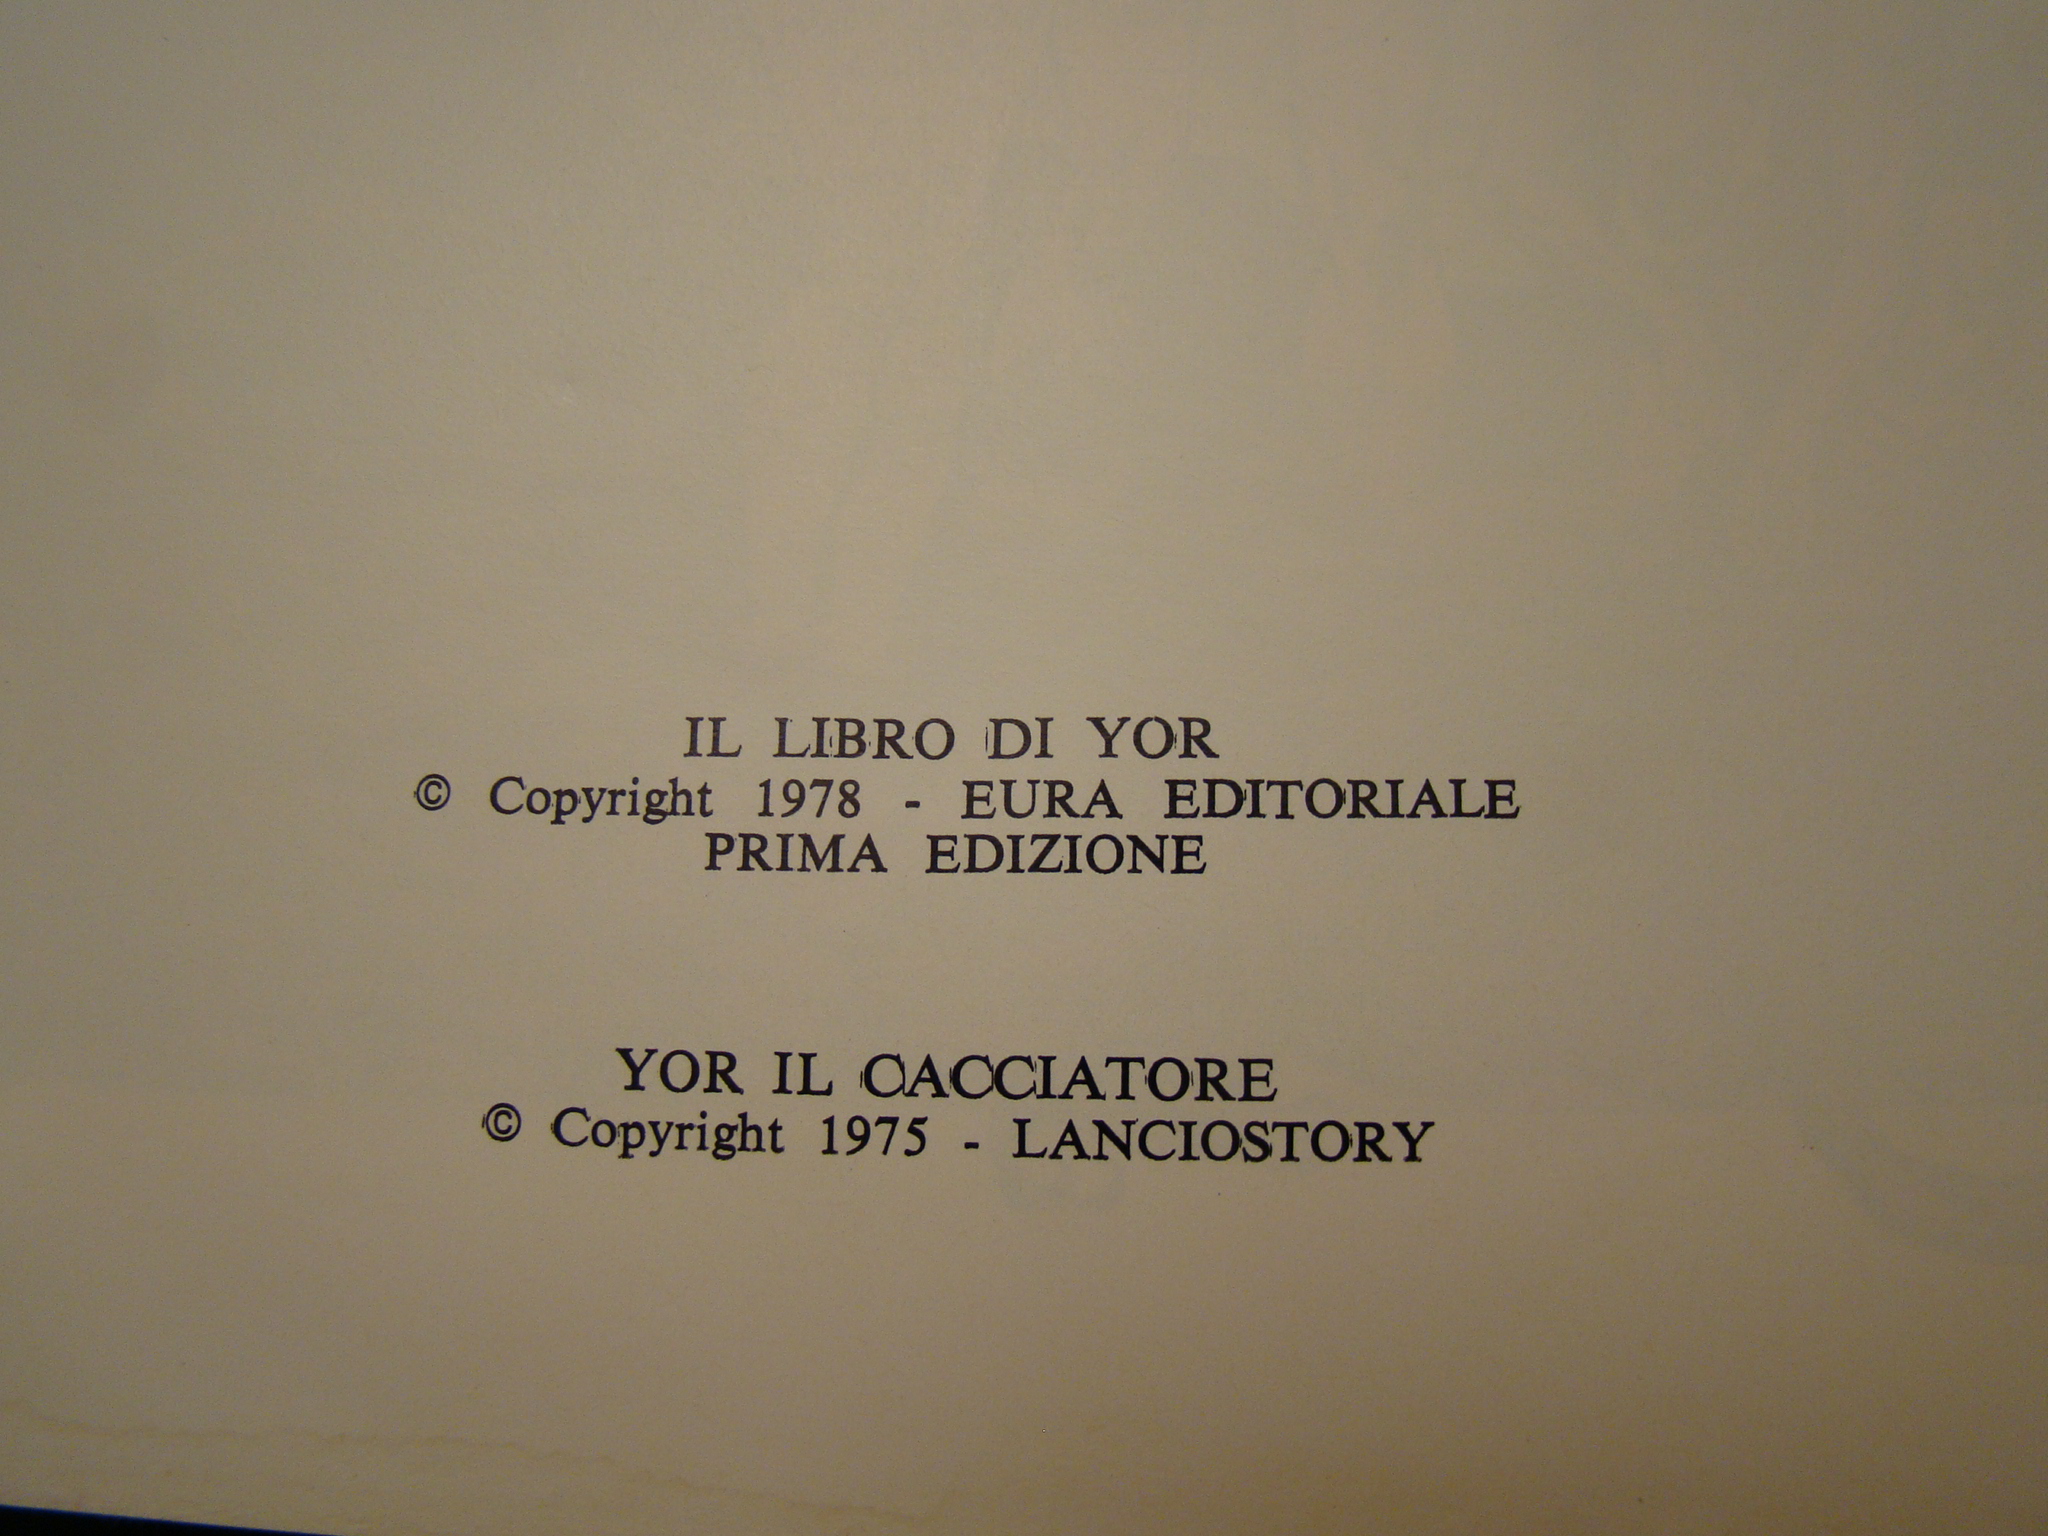 IL LIBRO DI YOR
© Copyright 1978 - EURA EDITORIALE
PRIMA EDIZIONE
YOR IL CACCIATORE
© Copyright 1975 - LANCIOSTORY